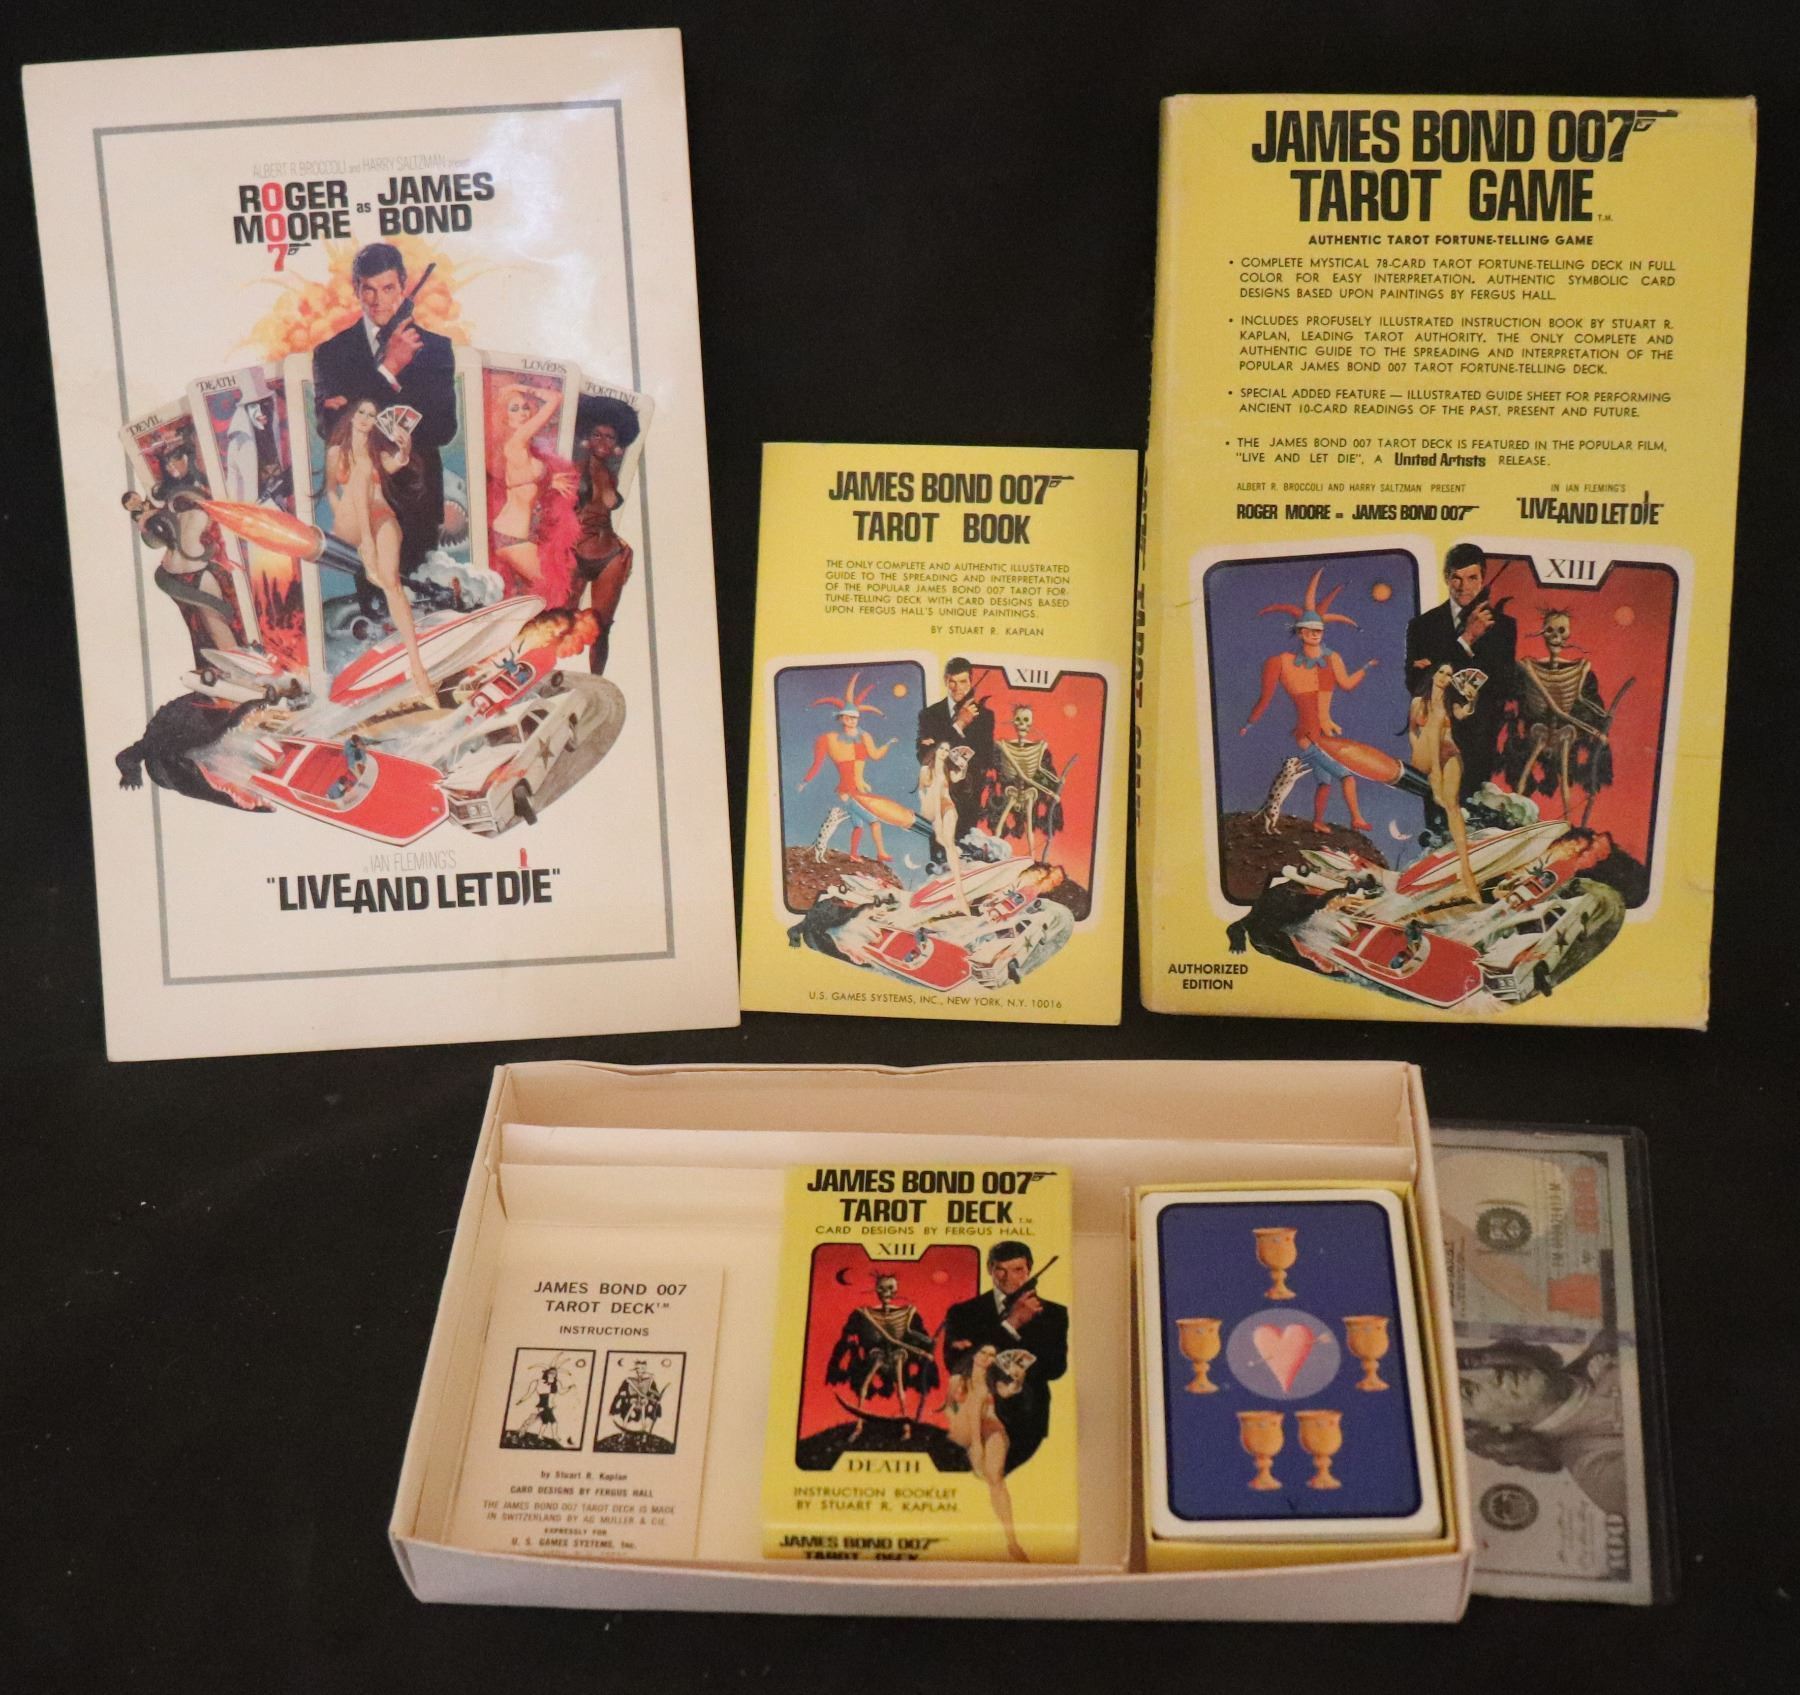 ALBERT R. BROCCOLI and HARRY SALTZMAN present
ROGER MOORE as JAMES BOND
007
DEVIL
DEATH
LOVERS
FORTUNE
IAN FLEMING'S
"LIVE AND LET DIE"
JAMES BOND 007
TAROT BOOK
THE ONLY COMPLETE AND AUTHENTIC ILLUSTRATED
GUIDE TO THE SPREADING AND INTERPRETATION
OF THE POPULAR JAMES BOND 007 TAROT FOR-
TUNE-TELLING DECK WITH CARD DESIGNS BASED
UPON FERGUS HALL'S UNIQUE PAINTINGS.
BY STUART R. KAPLAN
XIII
U.S. GAMES SYSTEMS, INC., NEW YORK, N.Y. 10016
JAMES BOND 007
TAROT GAME T.M.
AUTHENTIC TAROT FORTUNE-TELLING GAME
• COMPLETE MYSTICAL 78-CARD TAROT FORTUNE-TELLING DECK IN FULL
COLOR FOR EASY INTERPRETATION. AUTHENTIC SYMBOLIC CARD
DESIGNS BASED UPON PAINTINGS BY FERGUS HALL.
• INCLUDES PROFUSELY ILLUSTRATED INSTRUCTION BOOK BY STUART R.
KAPLAN, LEADING TAROT AUTHORITY. THE ONLY COMPLETE AND
AUTHENTIC GUIDE TO THE SPREADING AND INTERPRETATION OF THE
POPULAR JAMES BOND 007 TAROT FORTUNE-TELLING DECK.
• SPECIAL ADDED FEATURE — ILLUSTRATED GUIDE SHEET FOR PERFORMING
ANCIENT 10-CARD READINGS OF THE PAST, PRESENT AND FUTURE.
• THE JAMES BOND 007 TAROT DECK IS FEATURED IN THE POPULAR FILM,
"LIVE AND LET DIE", A United Artists RELEASE.
ALBERT R. BROCCOLI AND HARRY SALTZMAN PRESENT IN IAN FLEMING'S
ROGER MOORE as JAMES BOND 007 "LIVE AND LET DIE"
XIII
AUTHORIZED
EDITION
JAMES BOND 007
TAROT DECK T.M.
INSTRUCTIONS
by Stuart R. Kaplan
CARD DESIGNS BY FERGUS HALL
THE JAMES BOND 007 TAROT DECK IS MADE
IN SWITZERLAND BY AG MULLER & CIE.
EXPRESSLY FOR
U. S. GAMES SYSTEMS, Inc.
JAMES BOND 007
TAROT DECK T.M.
CARD DESIGNS BY FERGUS HALL.
XIII
DEATH
INSTRUCTION BOOKLET
BY STUART R. KAPLAN.
JAMES BOND 007
TAROT DECK
100